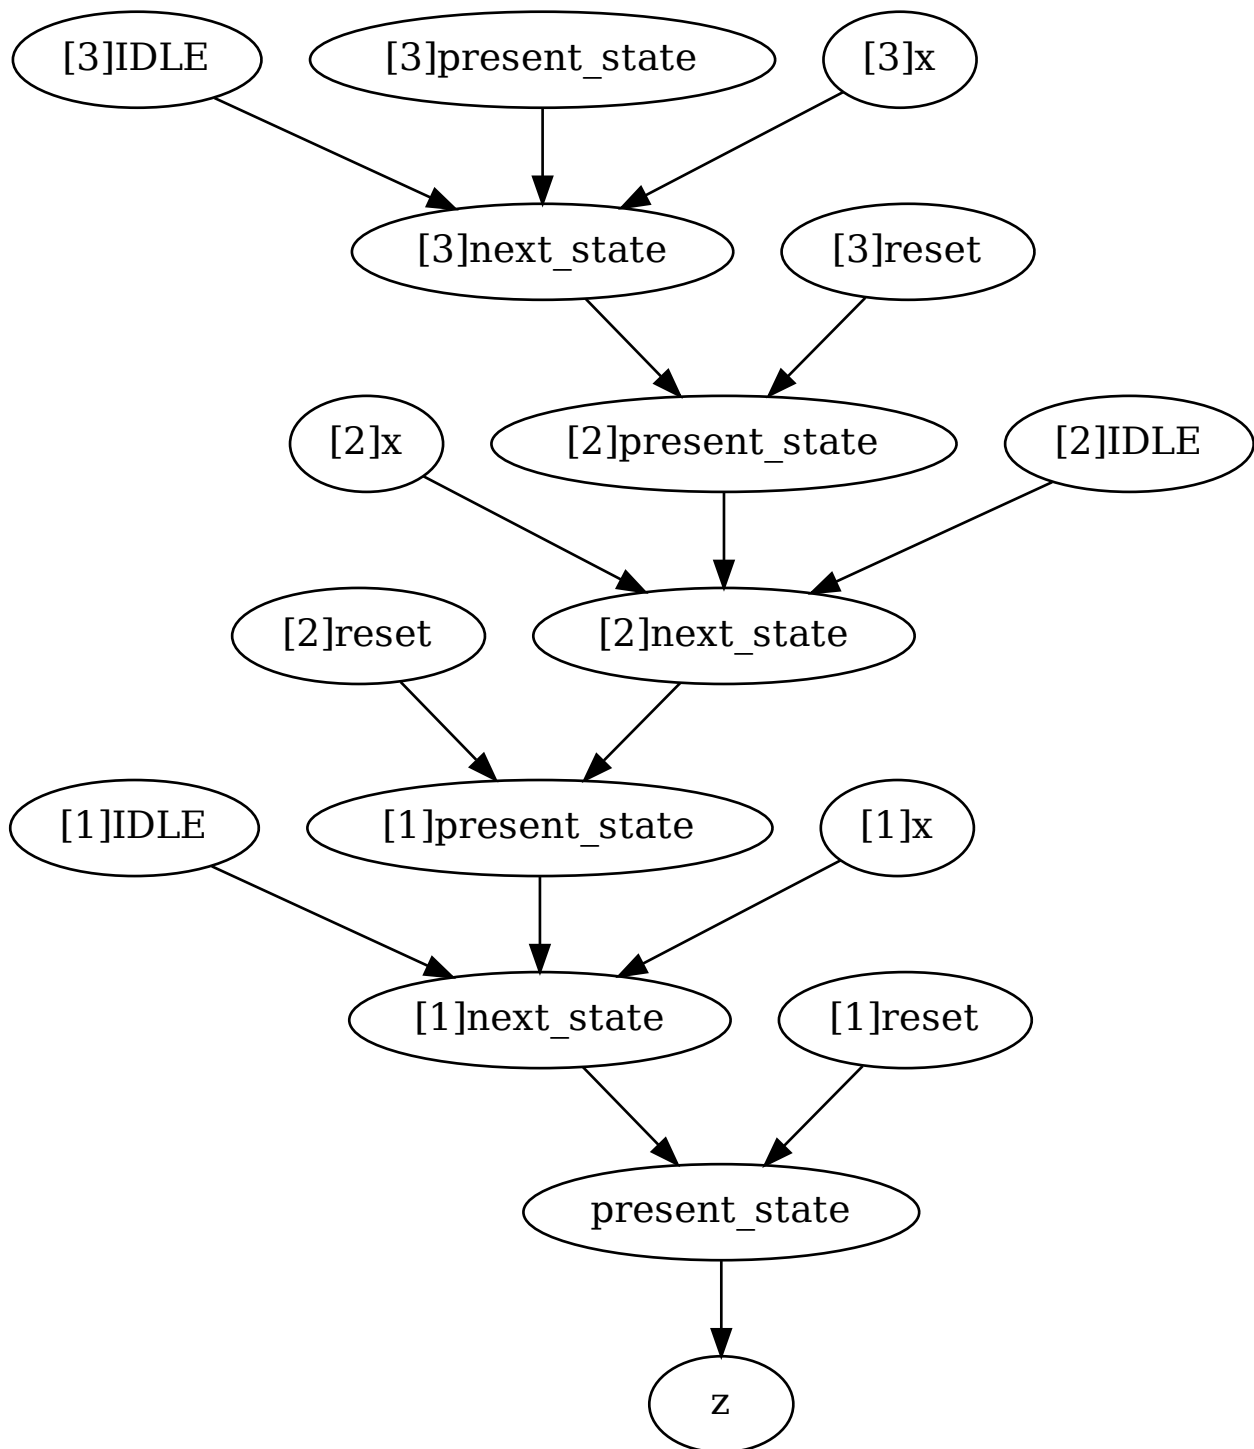 [3]IDLE
[3]present_state
[3]x
[3]next_state
[3]reset
[2]x
[2]present_state
[2]IDLE
[2]reset
[2]next_state
[1]IDLE
[1]present_state
[1]x
[1]next_state
[1]reset
present_state
z